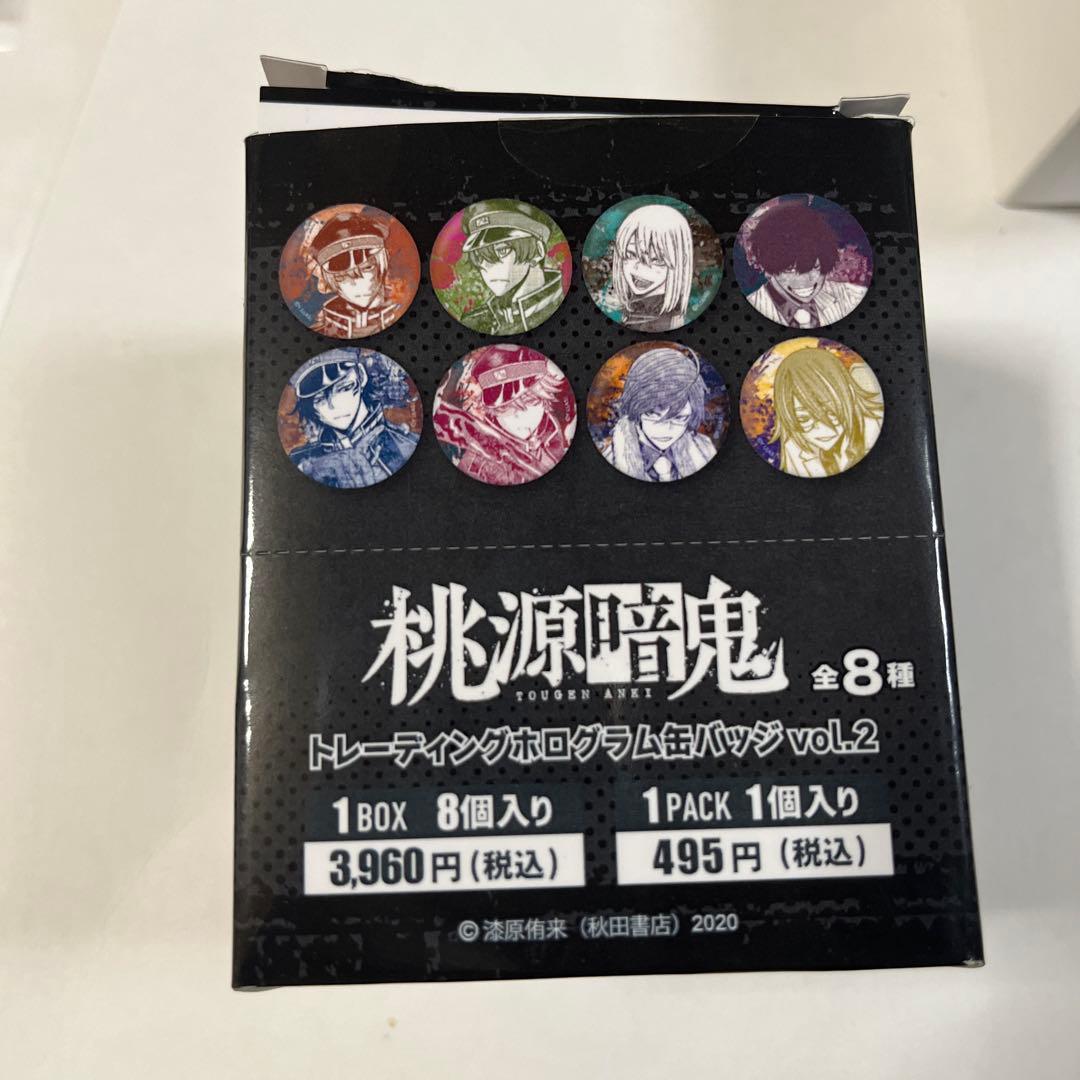 桃源暗鬼
TOUGEN ANKI
全8種
トレーディングホログラム缶バッジ vol.2
1BOX 8個入り
3,960円(税込)
1PACK 1個入り
495円(税込)
©漆原侑来(秋田書店)2020